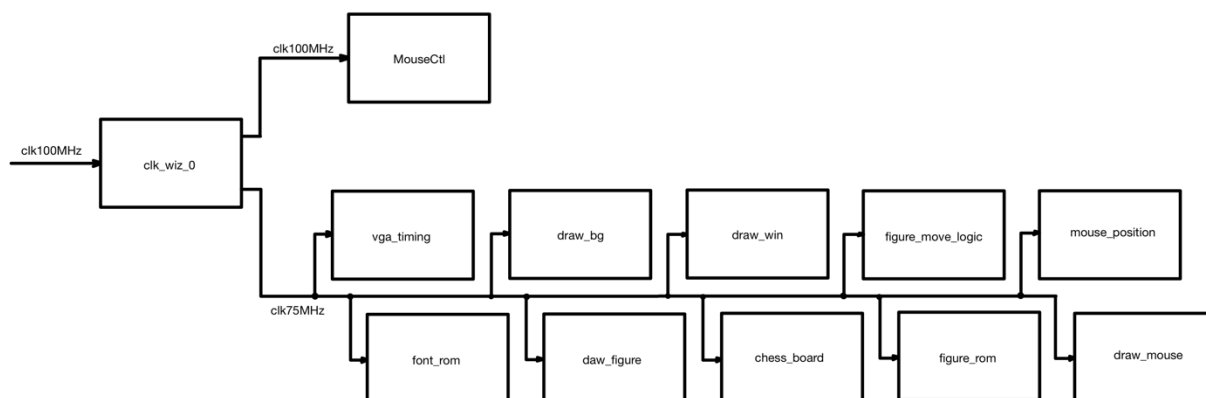 clk100MHz
MouseCtl
clk100MHz
clk_wiz_0
vga_timing
draw_bg
draw_win
figure_move_logic
mouse_position
clk75MHz
font_rom
daw_figure
chess_board
figure_rom
draw_mouse